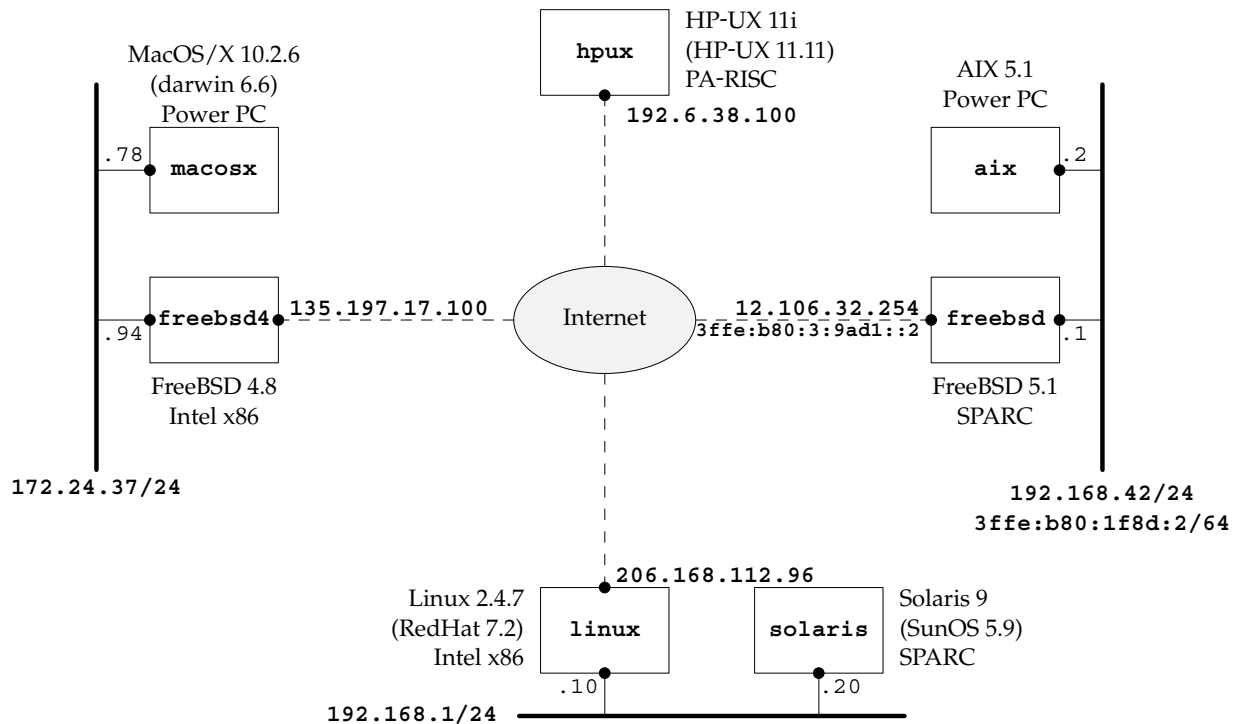 HP-UX 11i
(HP-UX 11.11)
PA-RISC
hpux
192.6.38.100
MacOS/X 10.2.6
(darwin 6.6)
Power PC
.78
macosx
AIX 5.1
Power PC
aix
.2
freebsd4
135.197.17.100
.94
FreeBSD 4.8
Intel x86
172.24.37/24
Internet
12.106.32.254
3ffe:b80:3:9ad1::2
freebsd
.1
FreeBSD 5.1
SPARC
192.168.42/24
3ffe:b80:1f8d:2/64
206.168.112.96
Linux 2.4.7
(RedHat 7.2)
Intel x86
linux
.10
solaris
Solaris 9
(SunOS 5.9)
SPARC
.20
192.168.1/24